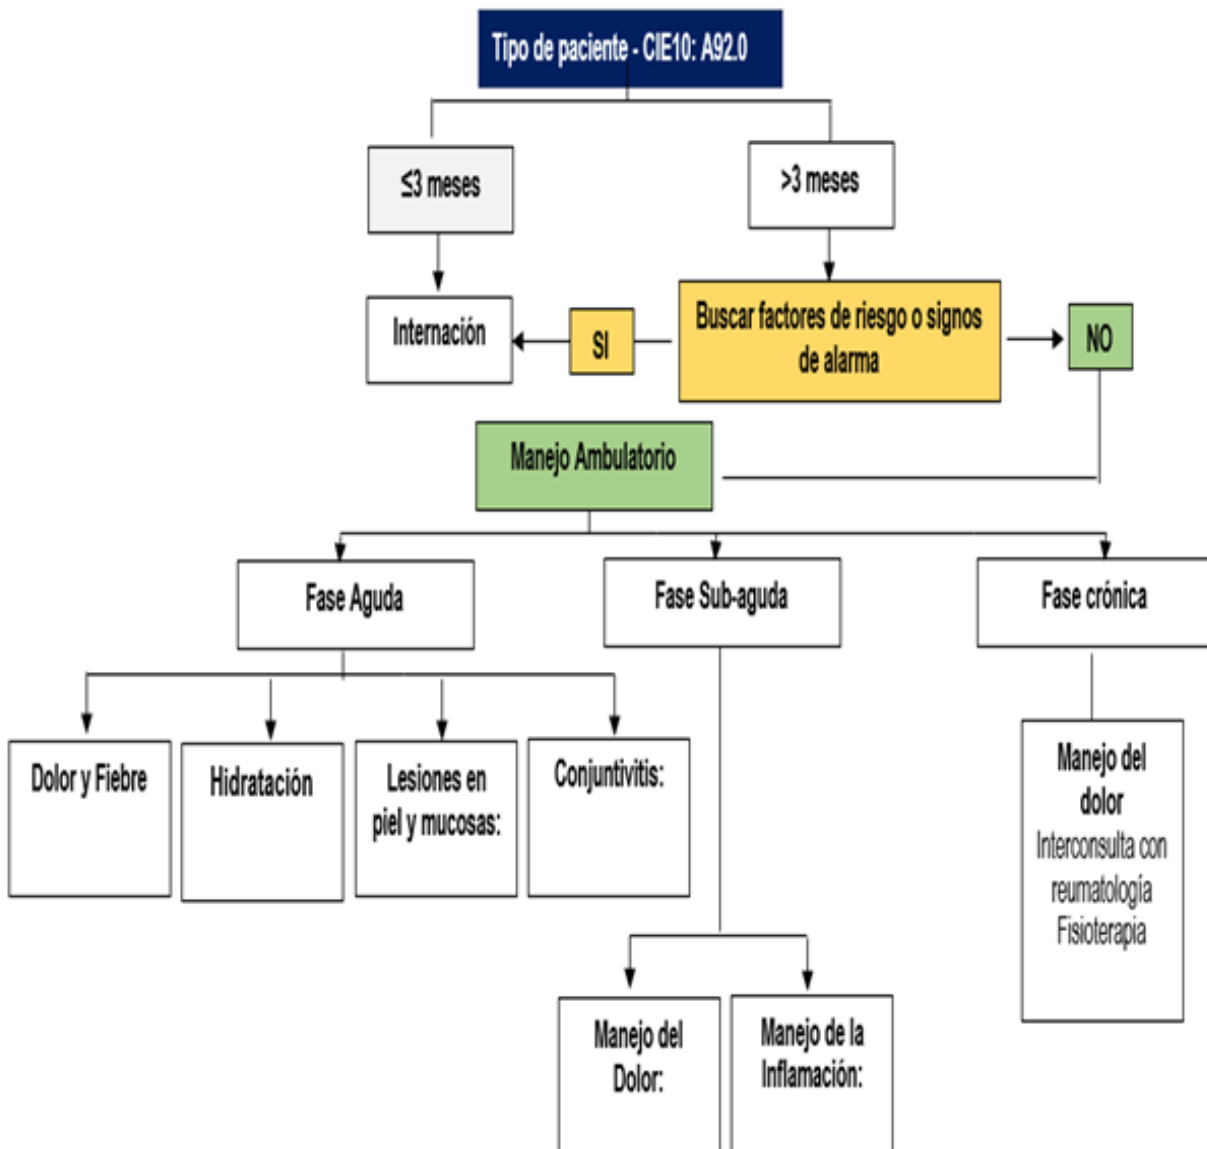 Tipo de paciente - CIE10: A92.0
≤3 meses
>3 meses
Internación
SI
Buscar factores de riesgo o signos
de alarma
NO
Manejo Ambulatorio
Fase Aguda
Fase Sub-aguda
Fase crónica
Dolor y Fiebre
Hidratación
Lesiones en
piel y mucosas:
Conjuntivitis:
Manejo del
dolor
Interconsulta con
reumatología
Fisioterapia
Manejo del
Dolor:
Manejo de la
Inflamación: